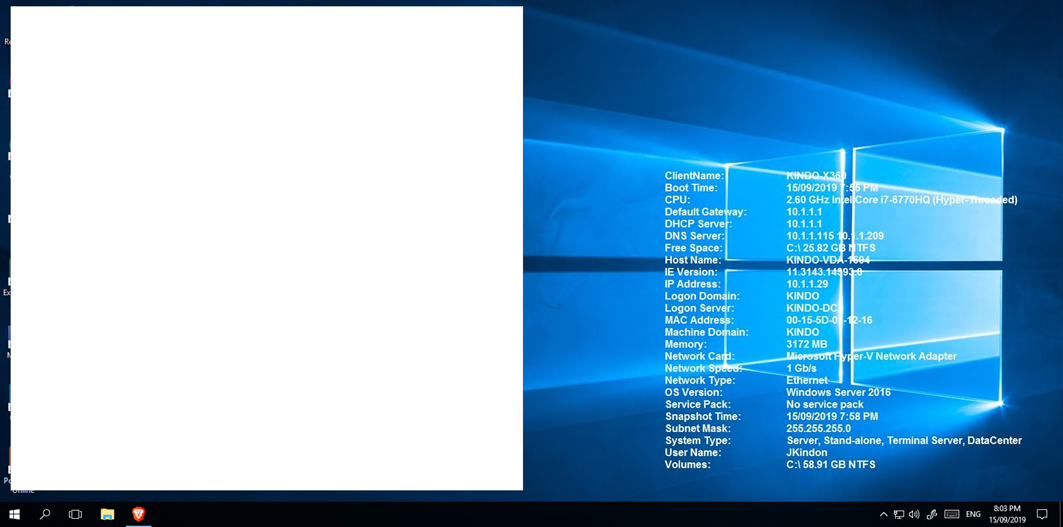 ClientName: KINDO-X360
Boot Time: 15/09/2019 7:55 PM
CPU: 2.60 GHz Intel Core i7-6770HQ (Hyper-Threaded)
Default Gateway: 10.1.1.1
DHCP Server: 10.1.1.1
DNS Server: 10.1.1.115 10.1.1.209
Free Space: C:\ 25.82 GB NTFS
Host Name: KINDO-VDA-1604
IE Version: 11.3143.14393.0
IP Address: 10.1.1.29
Logon Domain: KINDO
Logon Server: KINDO-DC
MAC Address:
Machine Domain: KINDO
Memory: 3172 MB
Network Card: Microsoft Hyper-V Network Adapter
Network Speed: 1 Gb/s
Network Type: Ethernet
OS Version: Windows Server 2016
Service Pack: No service pack
Snapshot Time: 15/09/2019 7:58 PM
Subnet Mask: 255.255.255.0
System Type: Server, Stand-alone, Terminal Server, DataCenter
User Name: JKindon
Volumes: C:\ 58.91 GB NTFS
Online
ENG
8:03 PM
15/09/2019